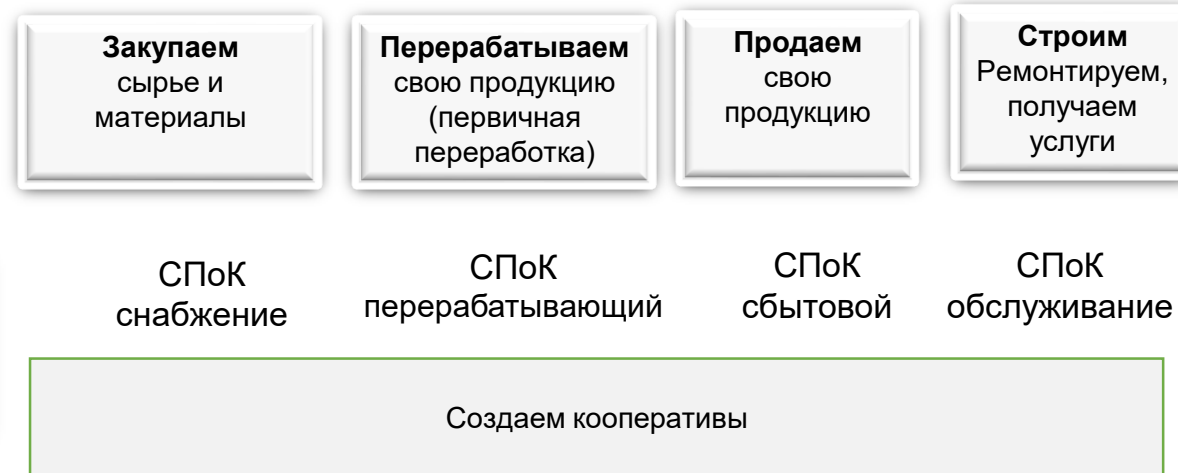 Закупаем
сырье и
материалы
Перерабатываем
свою продукцию
(первичная
переработка)
Продаем
свою
продукцию
Строим
Ремонтируем,
получаем
услуги
СПоК
снабжение
СПоК
перерабатывающий
СПоК
сбытовой
СПоК
обслуживание
Создаем кооперативы